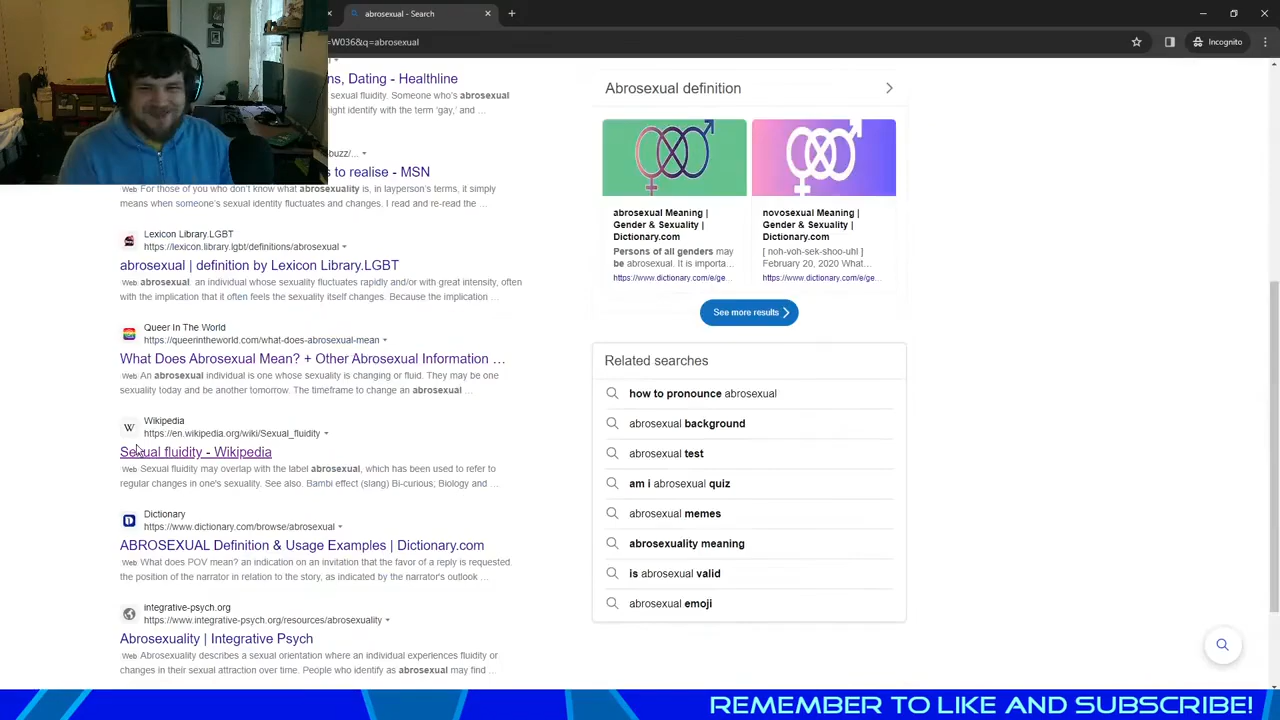 abrosexual - Search
=W036&q=abrosexual
Incognito
ns, Dating - Healthline
sexual fluidity. Someone who's abrosexual
night identify with the term 'gay,' and ...
buzz/...
s to realise - MSN
Web For those of you who don't know what abrosexuality is, in layperson's terms, it simply
means when someone's sexual identity fluctuates and changes. I read and re-read the ...
Lexicon Library.LGBT
https://lexicon.library.lgbt/definitions/abrosexual
abrosexual | definition by Lexicon Library.LGBT
Web abrosexual. an individual whose sexuality fluctuates rapidly and/or with great intensity, often
with the implication that it often feels the sexuality itself changes. Because the implication ...
Queer In The World
https://queerintheworld.com/what-does-abrosexual-mean
What Does Abrosexual Mean? + Other Abrosexual Information ...
Web An abrosexual individual is one whose sexuality is changing or fluid. They may be one
sexuality today and be another tomorrow. The timeframe to change an abrosexual ...
W
Wikipedia
https://en.wikipedia.org/wiki/Sexual_fluidity
Sexual fluidity - Wikipedia
Web Sexual fluidity may overlap with the label abrosexual, which has been used to refer to
regular changes in one's sexuality. See also. Bambi effect (slang) Bi-curious; Biology and ...
Dictionary
https://www.dictionary.com/browse/abrosexual
ABROSEXUAL Definition & Usage Examples | Dictionary.com
Web What does POV mean? an indication on an invitation that the favor of a reply is requested.
the position of the narrator in relation to the story, as indicated by the narrator's outlook ...
integrative-psych.org
https://www.integrative-psych.org/resources/abrosexuality
Abrosexuality | Integrative Psych
Web Abrosexuality describes a sexual orientation where an individual experiences fluidity or
changes in their sexual attraction over time. People who identify as abrosexual may find ...
Abrosexual definition
abrosexual Meaning |
Gender & Sexuality |
Dictionary.com
Persons of all genders may
be abrosexual. It is importa...
https://www.dictionary.com/e/ge...
novosexual Meaning |
Gender & Sexuality |
Dictionary.com
[ noh-voh-sek-shoo-uhl ]
February 20, 2020 What...
https://www.dictionary.com/e/ge...
See more results
Related searches
how to pronounce abrosexual
abrosexual background
abrosexual test
am i abrosexual quiz
abrosexual memes
abrosexuality meaning
is abrosexual valid
abrosexual emoji
REMEMBER TO LIKE AND SUBSCRIBE!